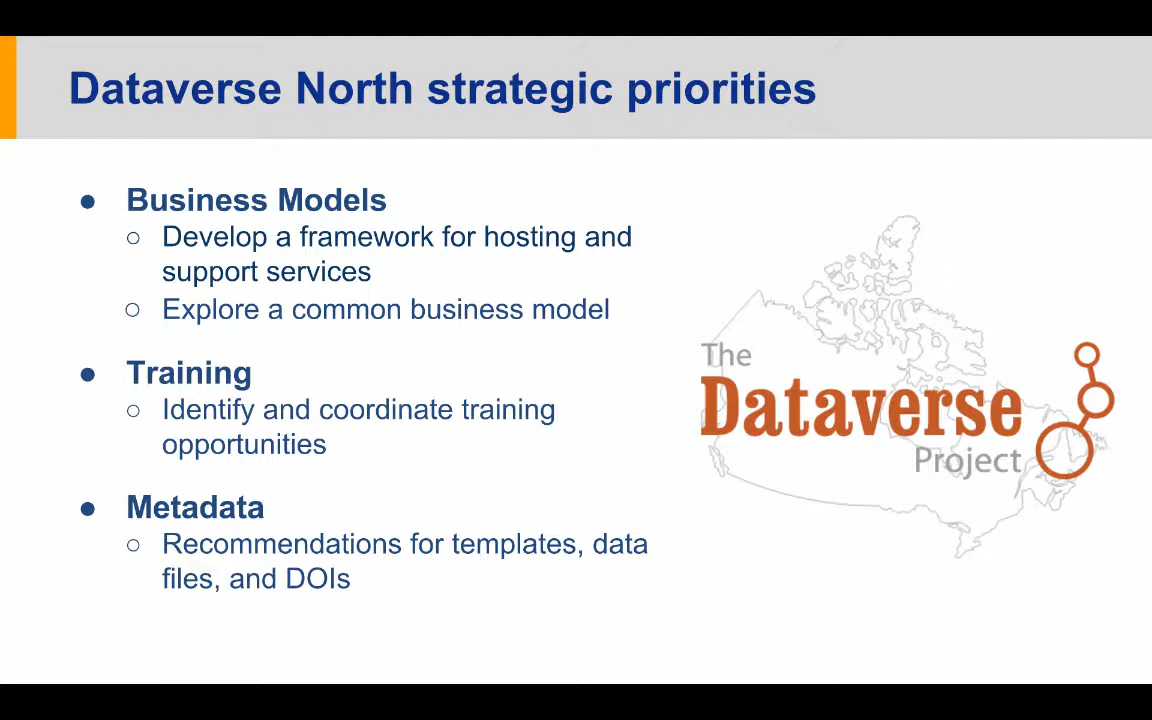 Dataverse North strategic priorities
● Business Models
○ Develop a framework for hosting and
support services
○ Explore a common business model
● Training
○ Identify and coordinate training
opportunities
● Metadata
○ Recommendations for templates, data
files, and DOIs
The
Dataverse
Project